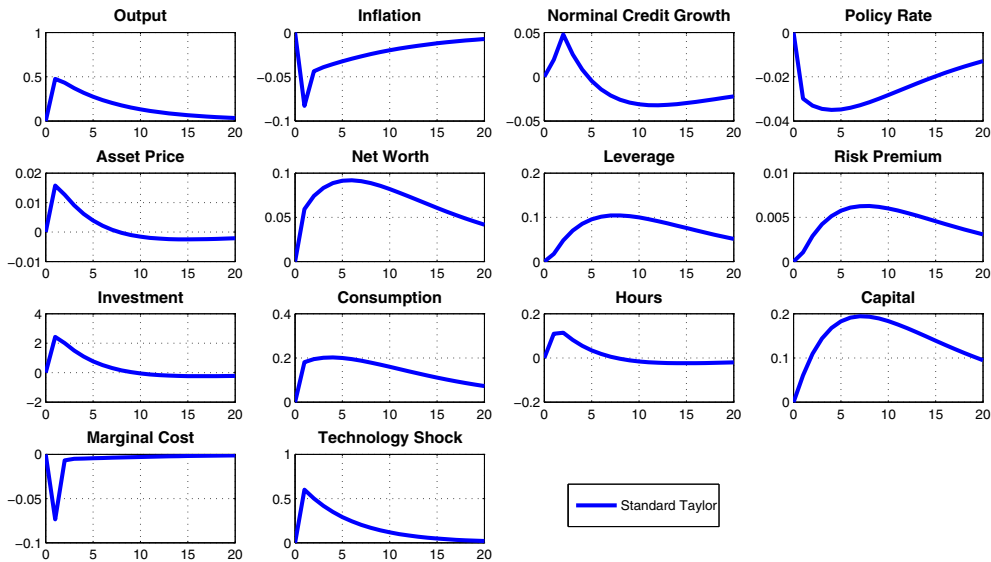 Output Inflation Norminal Credit Growth Policy Rate
1 0 0.05 0
0.5 −0.05 0 −0.02
0 −0.1 −0.05 −0.04
0 5 10 15 20 0 5 10 15 20 0 5 10 15 20 0 5 10 15 20
Asset Price Net Worth Leverage Risk Premium
0.02 0.1 0.2 0.01
0.01 0.05 0.1 0.005
0
−0.01 0 0 0
0 5 10 15 20 0 5 10 15 20 0 5 10 15 20 0 5 10 15 20
Investment Consumption Hours Capital
4 0.4 0.2 0.2
2 0.2 0 0.1
0
−2 0 −0.2 0
0 5 10 15 20 0 5 10 15 20 0 5 10 15 20 0 5 10 15 20
Marginal Cost Technology Shock
0 1
−0.05 0.5 Standard Taylor
−0.1 0
0 5 10 15 20 0 5 10 15 20